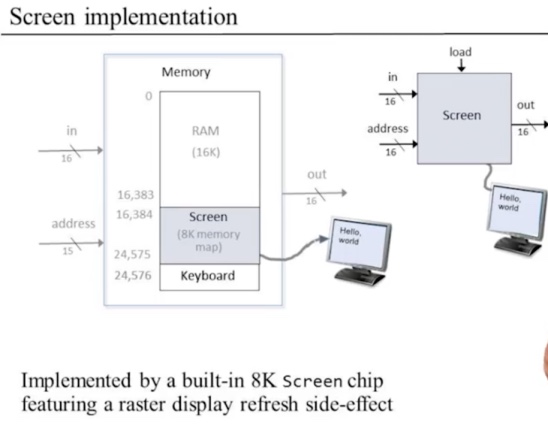 Screen implementation
Memory
0
in
16
RAM
(16K)
out
16
16,383
16,384
address
15
Screen
(8K memory
map)
24,575
24,576
Keyboard
Hello,
world
load
in
16
address
16
Screen
out
16
Hello,
world
Implemented by a built-in 8K Screen chip
featuring a raster display refresh side-effect